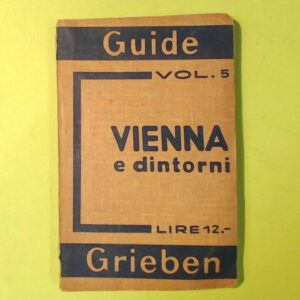 Guide
VOL. 5
VIENNA
e dintorni
LIRE 12.-
Grieben